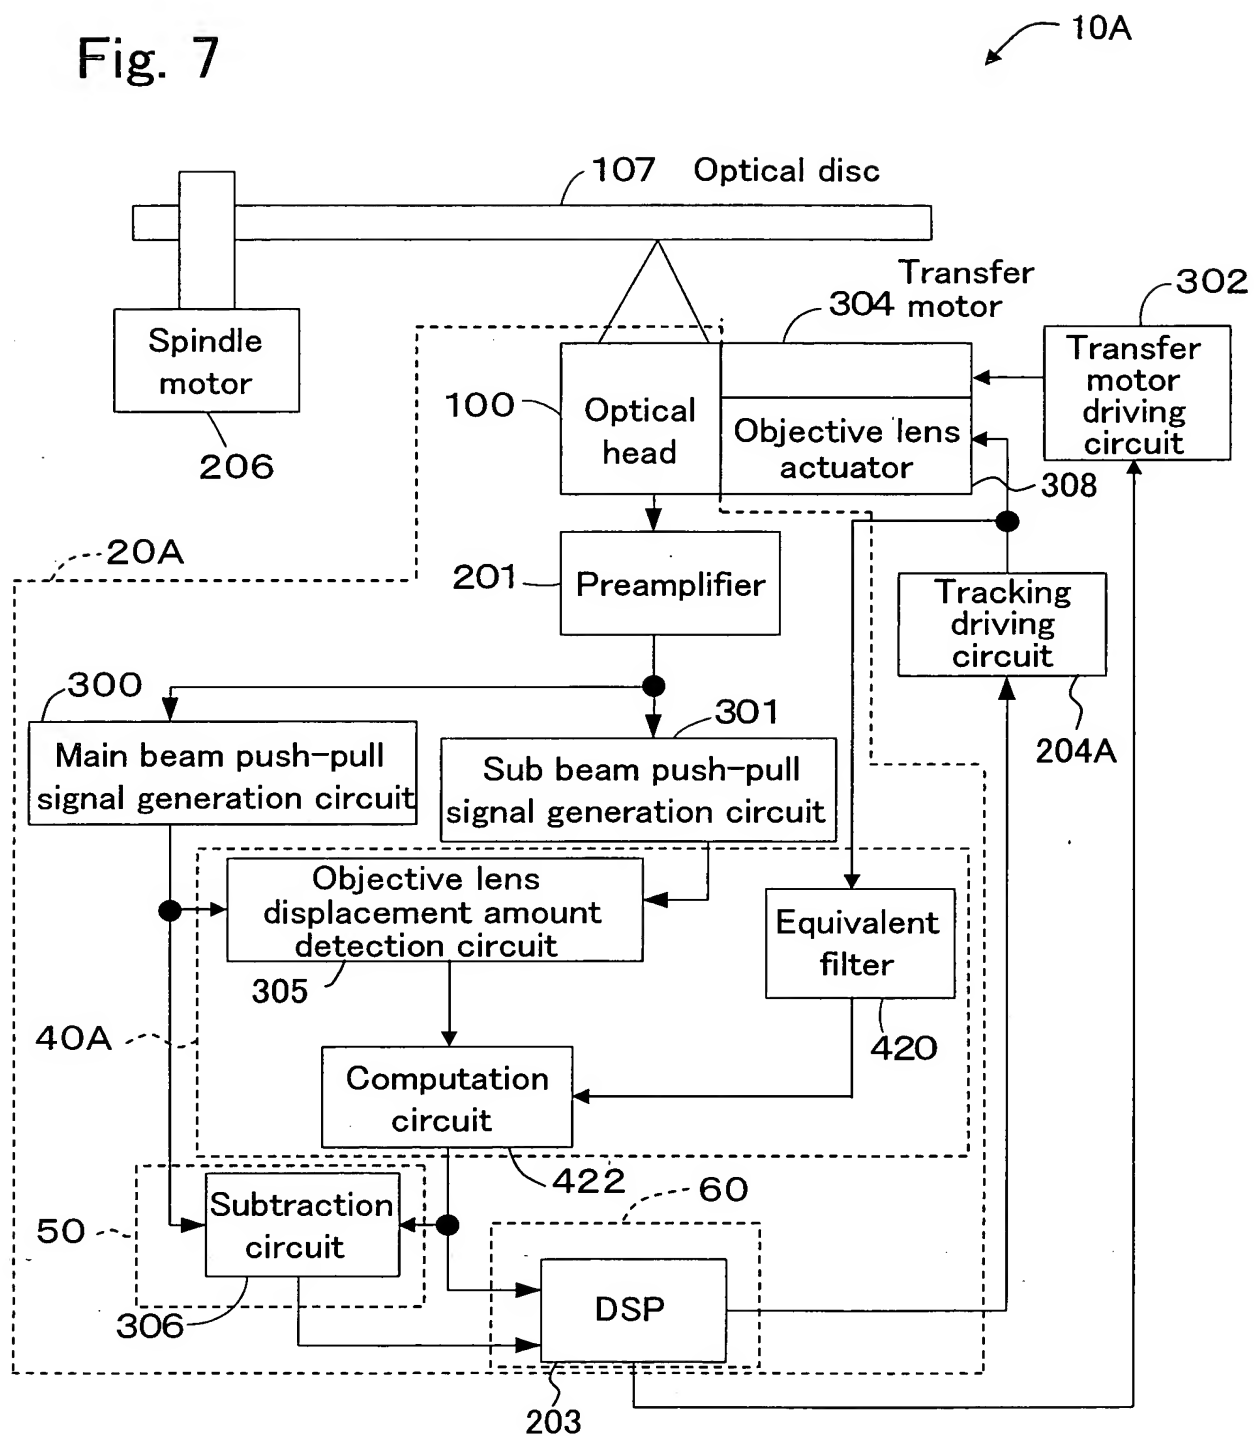 Fig. 7
10A
107 Optical disc
Transfer
motor
304
302
Spindle
motor
206
100
Optical
head
Objective lens
actuator
308
Transfer
motor
driving
circuit
20A
201
Preamplifier
Tracking
driving
circuit
204A
300
Main beam push-pull
signal generation circuit
301
Sub beam push-pull
signal generation circuit
Objective lens
displacement amount
detection circuit
305
Equivalent
filter
420
40A
Computation
circuit
422
50
Subtraction
circuit
306
60
DSP
203